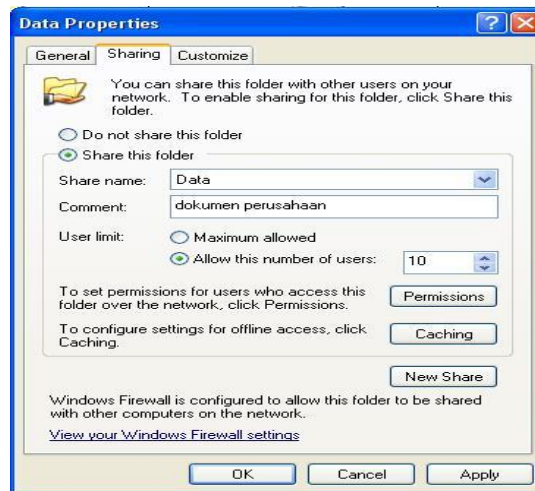 Data Properties
General Sharing Customize
You can share this folder with other users on your
network. To enable sharing for this folder, click Share this
folder.
Do not share this folder
Share this folder
Share name: Data
Comment: dokumen perusahaan
User limit: Maximum allowed
Allow this number of users: 10
To set permissions for users who access this
folder over the network, click Permissions.
Permissions
To configure settings for offline access, click
Caching.
Caching
New Share
Windows Firewall is configured to allow this folder to be shared
with other computers on the network.
View your Windows Firewall settings
OK Cancel Apply